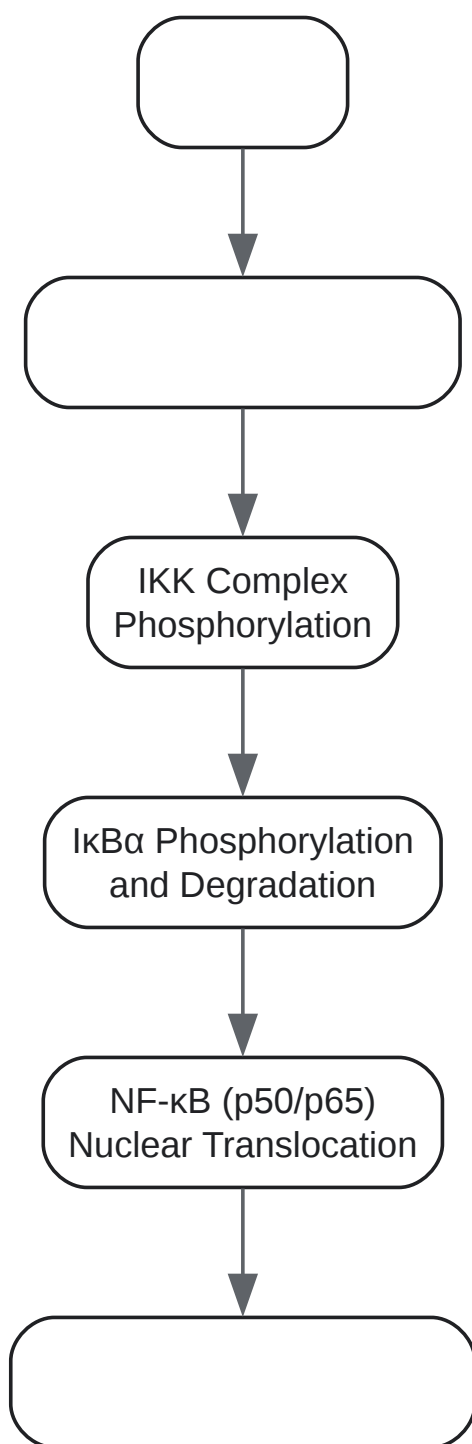 IKK Complex
Phosphorylation
IκBα Phosphorylation
and Degradation
NF-κB (p50/p65)
Nuclear Translocation